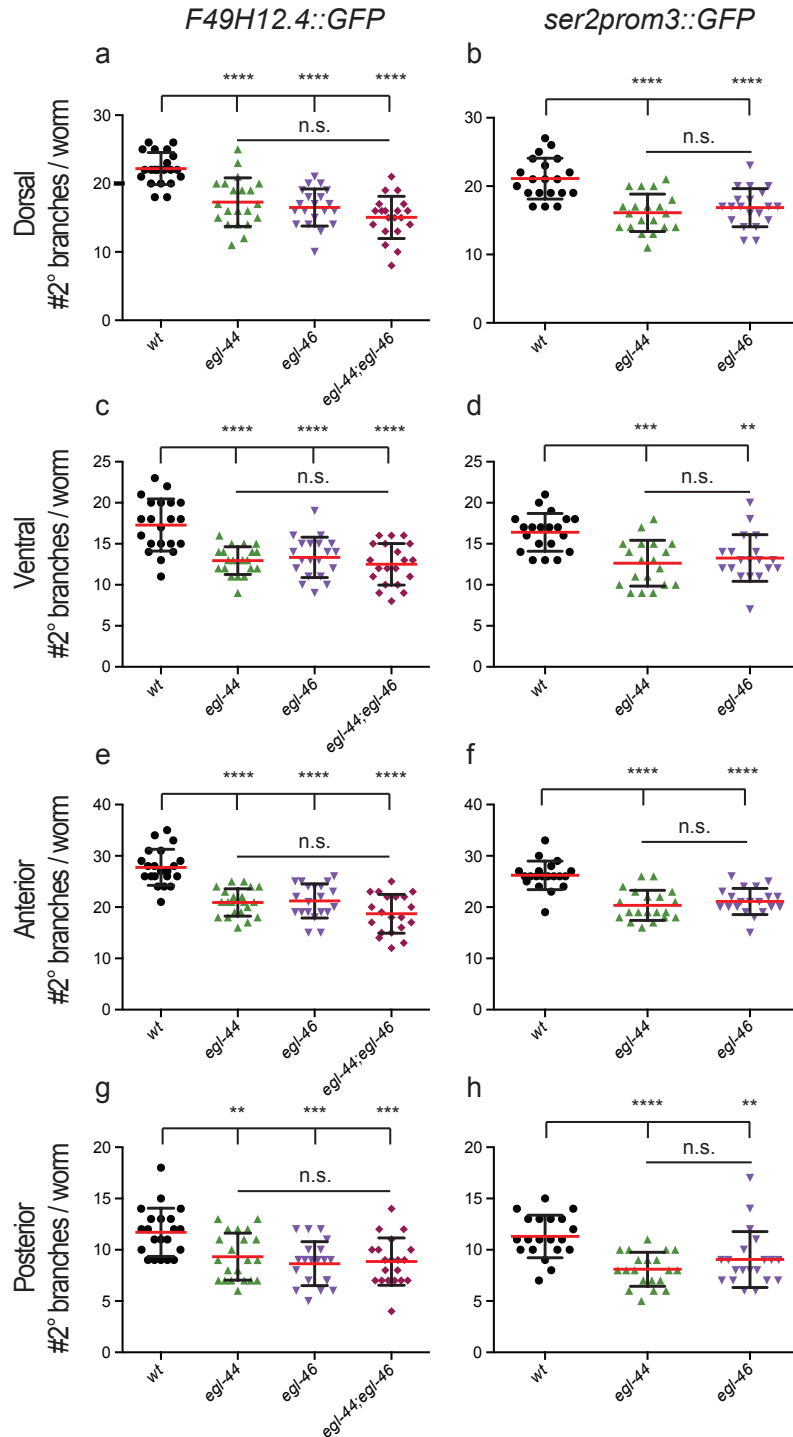 F49H12.4::GFP
ser2prom3::GFP
a
**** **** ****
n.s.
30
20
10
0
Dorsal
#2° branches / worm
wt
egl-44
egl-46
egl-44;egl-46
b
**** ****
n.s.
30
20
10
0
wt
egl-44
egl-46
c
**** **** ****
n.s.
25
20
15
10
5
0
Ventral
#2° branches / worm
wt
egl-44
egl-46
egl-44;egl-46
d
*** **
n.s.
25
20
15
10
5
0
wt
egl-44
egl-46
e
**** **** ****
n.s.
40
30
20
10
0
Anterior
#2° branches / worm
wt
egl-44
egl-46
egl-44;egl-46
f
**** ****
n.s.
40
30
20
10
0
wt
egl-44
egl-46
g
** *** ***
n.s.
20
15
10
5
0
Posterior
#2° branches / worm
wt
egl-44
egl-46
egl-44;egl-46
h
**** **
n.s.
20
15
10
5
0
wt
egl-44
egl-46